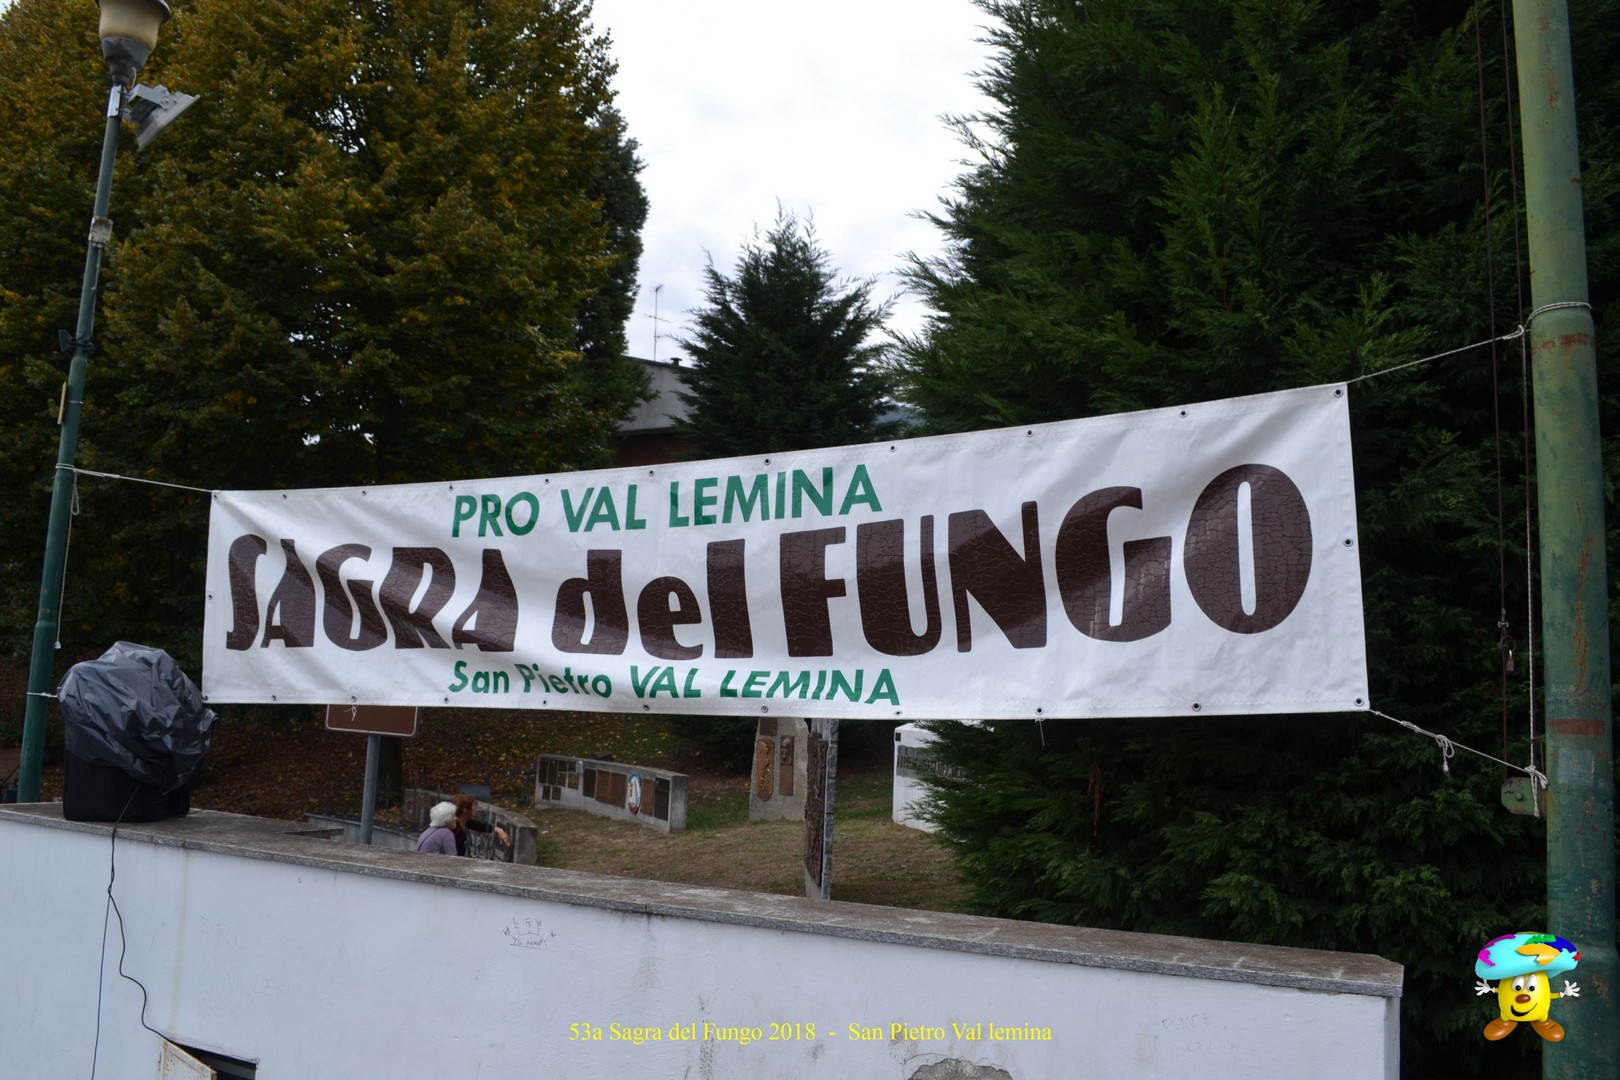 PRO VAL LEMINA
SAGRA del FUNGO
San Pietro VAL LEMINA
53a Sagra del Fungo 2018 - San Pietro Val lemina